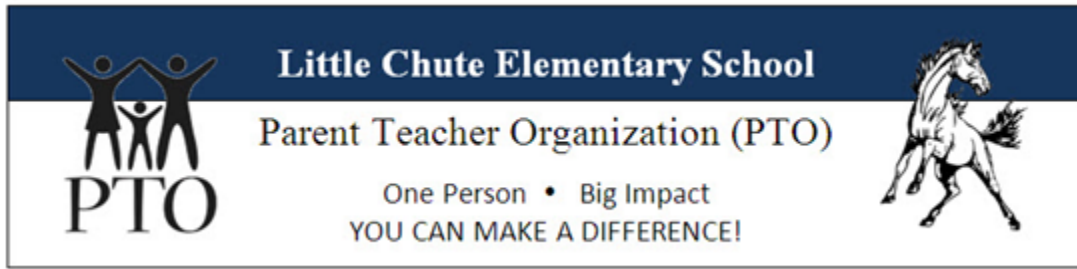 Little Chute Elementary School
Parent Teacher Organization (PTO)
One Person • Big Impact
YOU CAN MAKE A DIFFERENCE!
PTO